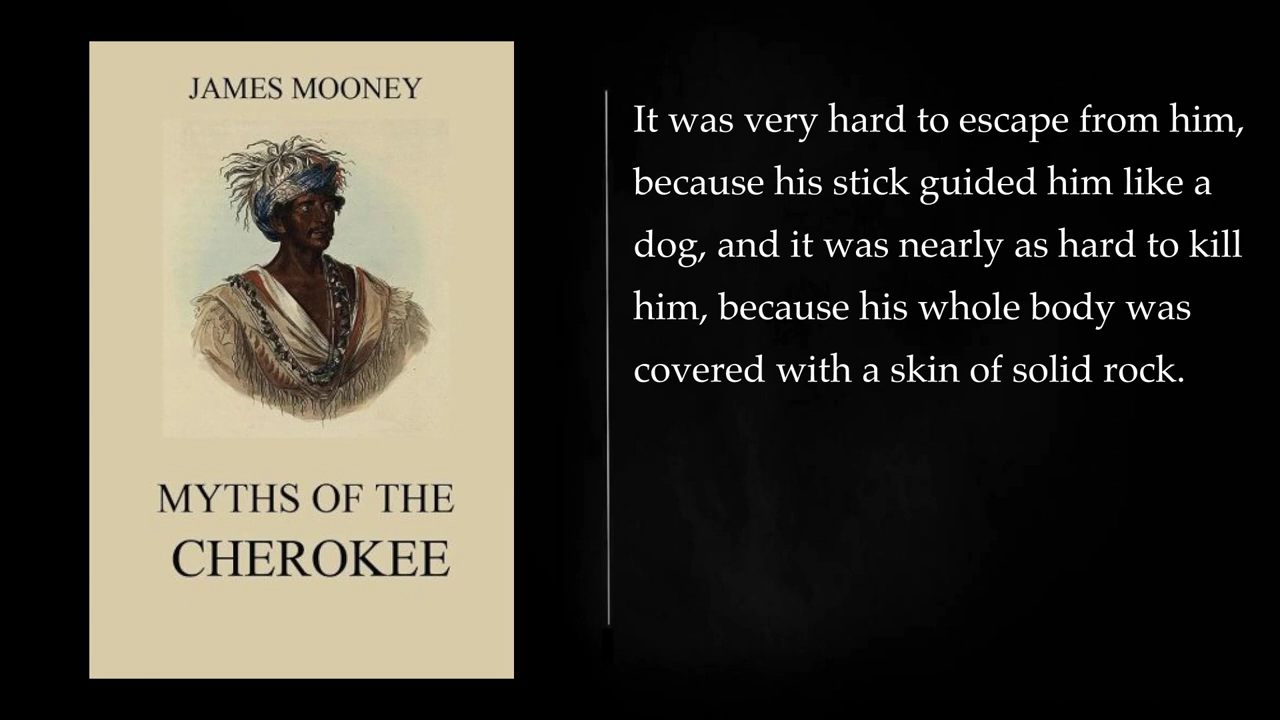 JAMES MOONEY
MYTHS OF THE
CHEROKEE
It was very hard to escape from him,
because his stick guided him like a
dog, and it was nearly as hard to kill
him, because his whole body was
covered with a skin of solid rock.